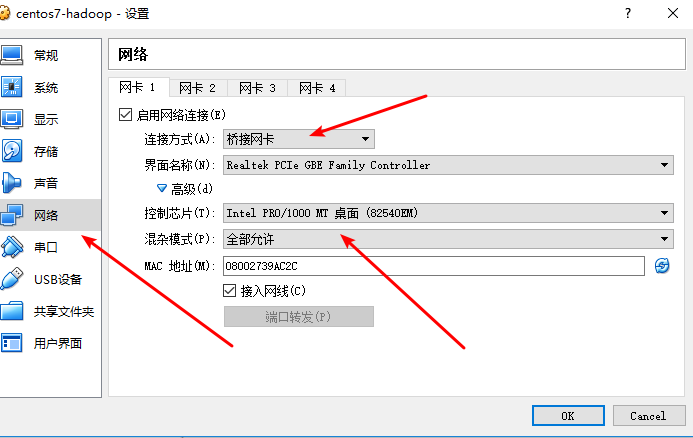 centos7-hadoop - 设置
常规
系统
显示
存储
声音
网络
串口
USB设备
共享文件夹
用户界面
网络
网卡 1 网卡 2 网卡 3 网卡 4
启用网络连接(E)
连接方式(A): 桥接网卡
界面名称(N): Realtek PCIe GBE Family Controller
高级(d)
控制芯片(T): Intel PRO/1000 MT 桌面 (82540EM)
混杂模式(P): 全部允许
MAC 地址(M): 08002739AC2C
接入网线(C)
端口转发(P)
OK Cancel